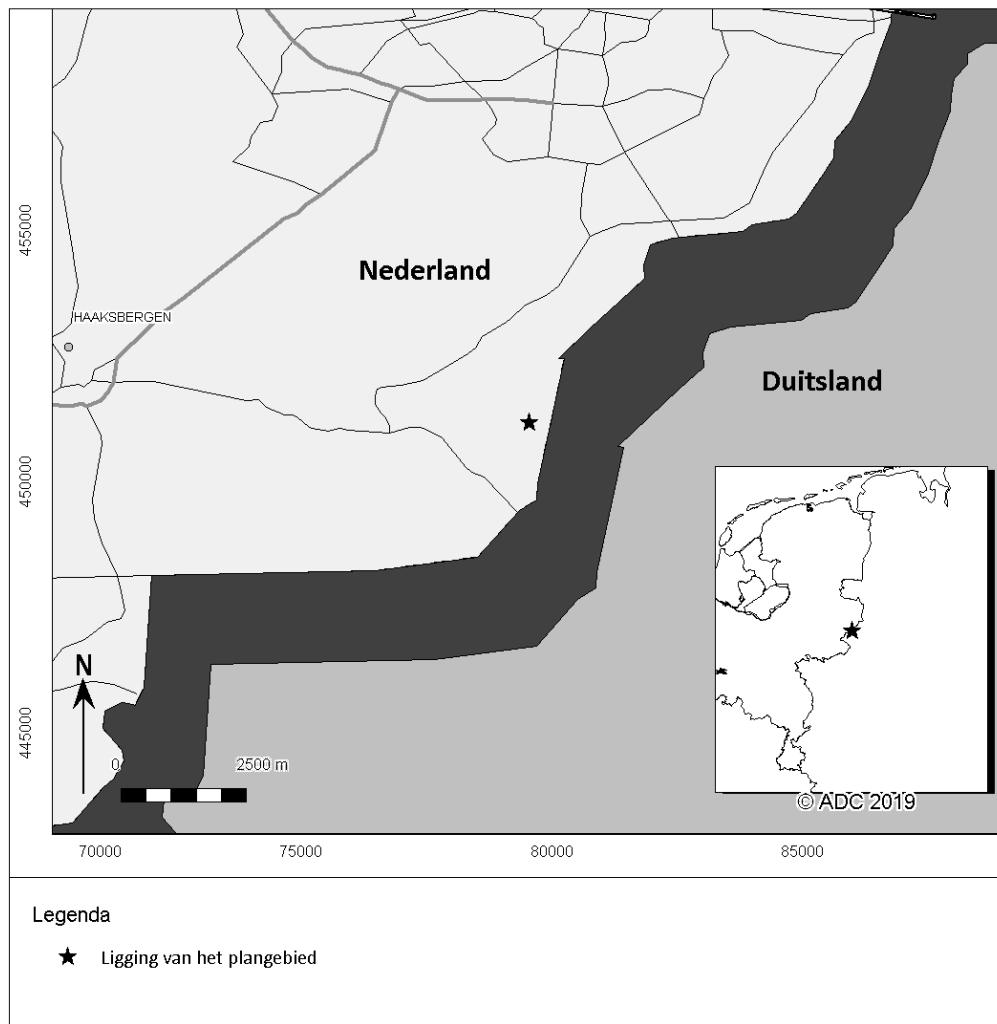 Nederland
HAAKSBERGEN
Duitsland
N
0
2500 m
455000
450000
445000
70000
75000
80000
85000
© ADC 2019
Legenda
Ligging van het plangebied